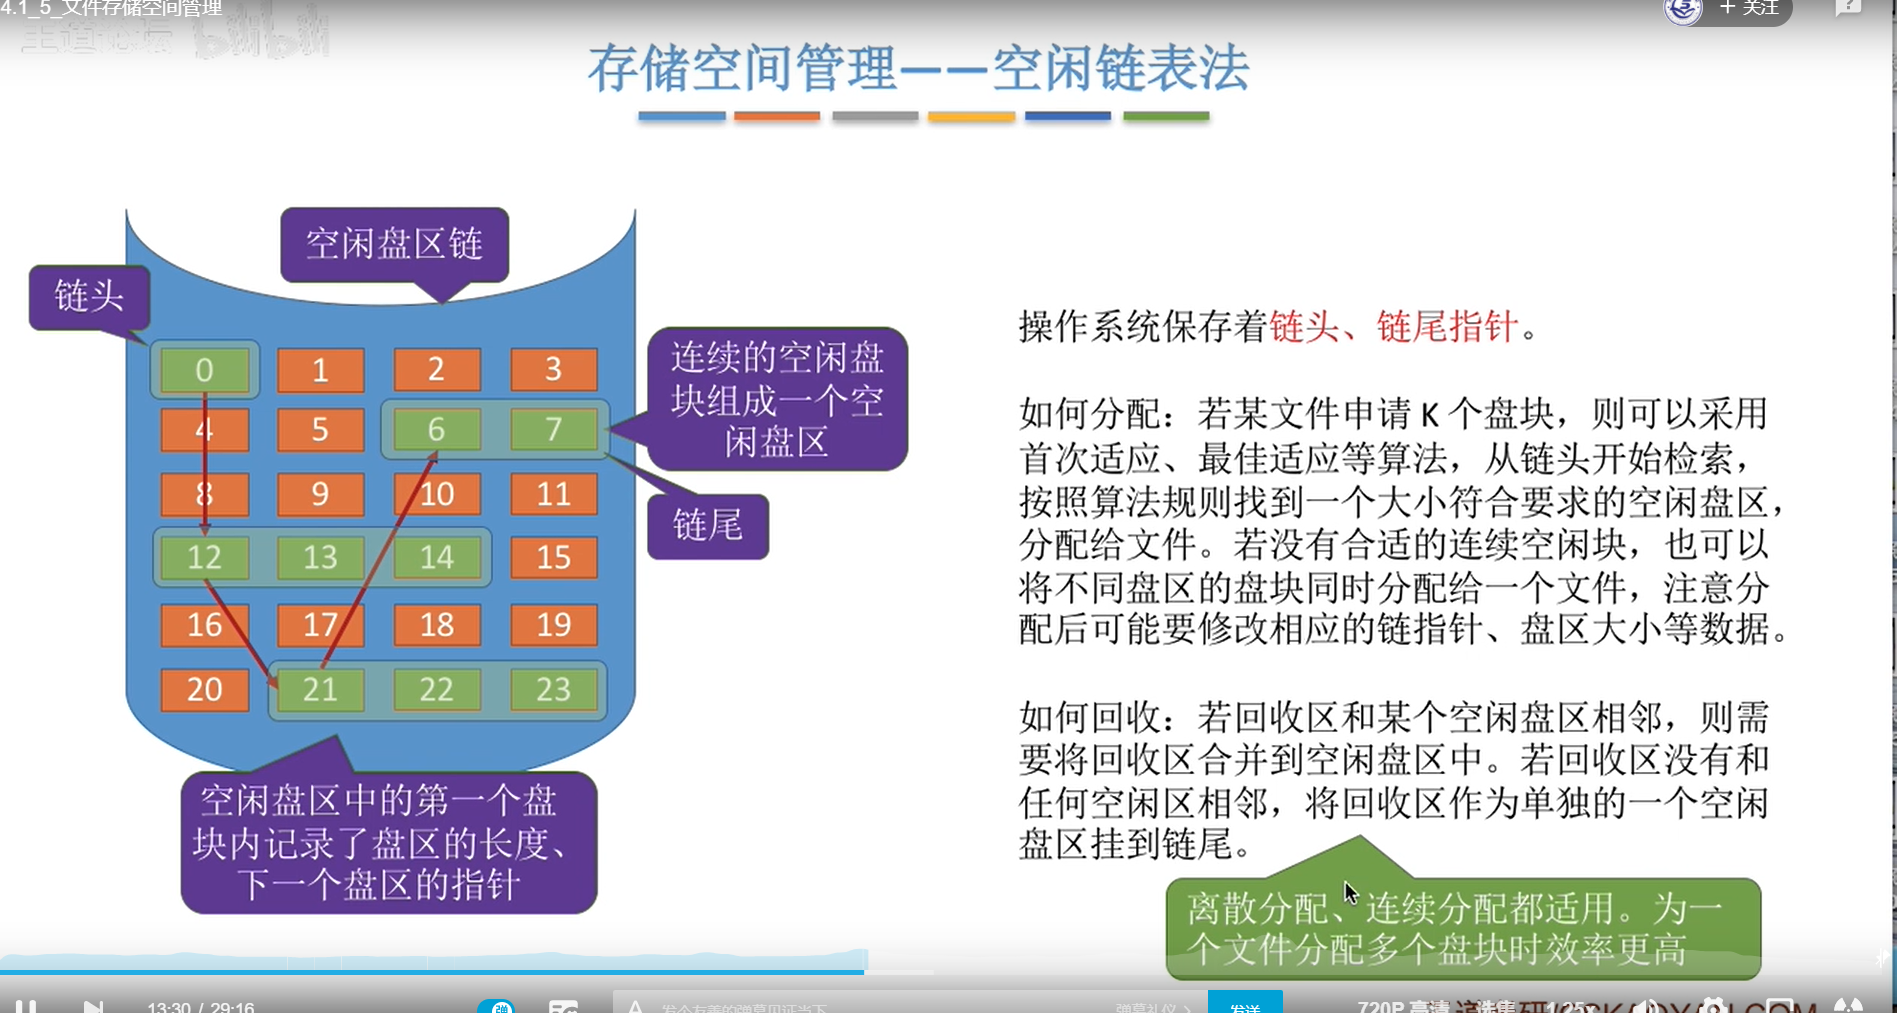 4.1_5_文件存储空间管理
+ 关注
王道论坛 bilibili
存储空间管理——空闲链表法
空闲盘区链
链头
0 1 2 3
4 5 6 7
8 9 10 11
12 13 14 15
16 17 18 19
20 21 22 23
连续的空闲盘
块组成一个空
闲盘区
链尾
空闲盘区中的第一个盘
块内记录了盘区的长度、
下一个盘区的指针
操作系统保存着链头、链尾指针。
如何分配：若某文件申请 K 个盘块，则可以采用
首次适应、最佳适应等算法，从链头开始检索，
按照算法规则找到一个大小符合要求的空闲盘区，
分配给文件。若没有合适的连续空闲块，也可以
将不同盘区的盘块同时分配给一个文件，注意分
配后可能要修改相应的链指针、盘区大小等数据。
如何回收：若回收区和某个空闲盘区相邻，则需
要将回收区合并到空闲盘区中。若回收区没有和
任何空闲区相邻，将回收区作为单独的一个空闲
盘区挂到链尾。
离散分配、连续分配都适用。为一
个文件分配多个盘块时效率更高
13:30 / 29:16
弹
发个友善的弹幕见证当下
弹幕礼仪 >
发送
720P 高清
选集
1.25x